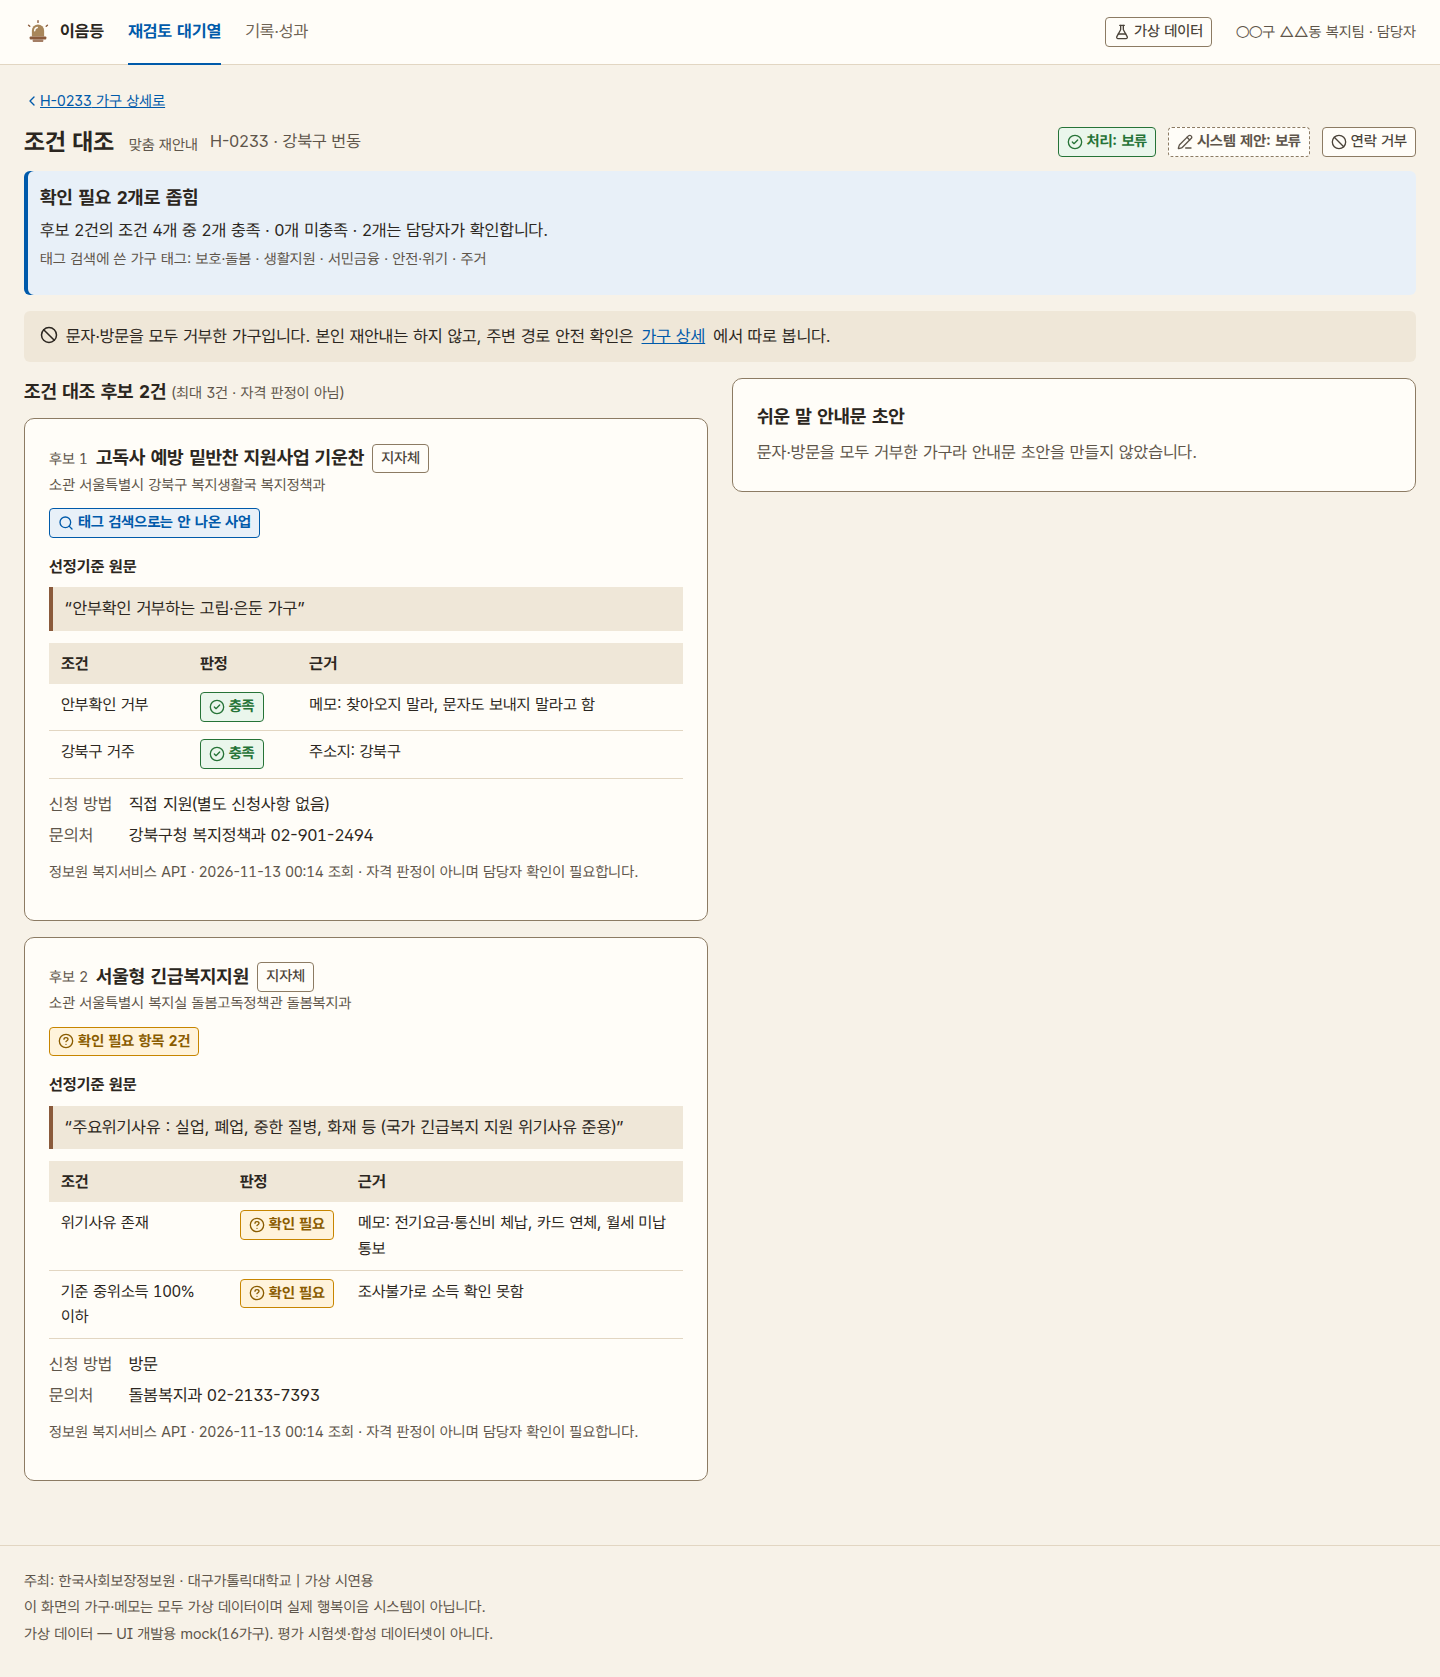 이음등 재검토 대기열 기록·성과 가상 데이터 ○○구 △△동 복지팀 · 담당자
H-0233 가구 상세로
조건 대조 맞춤 재안내 H-0233 · 강북구 번동 처리: 보류 시스템 제안: 보류 연락 거부
확인 필요 2개로 좁힘
후보 2건의 조건 4개 중 2개 충족 · 0개 미충족 · 2개는 담당자가 확인합니다.
태그 검색에 쓴 가구 태그: 보호·돌봄 · 생활지원 · 서민금융 · 안전·위기 · 주거
문자·방문을 모두 거부한 가구입니다. 본인 재안내는 하지 않고, 주변 경로 안전 확인은 가구 상세 에서 따로 봅니다.
조건 대조 후보 2건 (최대 3건 · 자격 판정이 아님)
후보 1 고독사 예방 밑반찬 지원사업 기운찬 지자체
소관 서울특별시 강북구 복지생활국 복지정책과
태그 검색으로는 안 나온 사업
선정기준 원문
“안부확인 거부하는 고립·은둔 가구”
조건 판정 근거
안부확인 거부 충족 메모: 찾아오지 말라, 문자도 보내지 말라고 함
강북구 거주 충족 주소지: 강북구
신청 방법 직접 지원(별도 신청사항 없음)
문의처 강북구청 복지정책과 02-901-2494
정보원 복지서비스 API · 2026-11-13 00:14 조회 · 자격 판정이 아니며 담당자 확인이 필요합니다.
후보 2 서울형 긴급복지지원 지자체
소관 서울특별시 복지실 돌봄고독정책관 돌봄복지과
확인 필요 항목 2건
선정기준 원문
“주요위기사유 : 실업, 폐업, 중한 질병, 화재 등 (국가 긴급복지 지원 위기사유 준용)”
조건 판정 근거
위기사유 존재 확인 필요 메모: 전기요금·통신비 체납, 카드 연체, 월세 미납
통보
기준 중위소득 100% 확인 필요 조사불가로 소득 확인 못함
이하
신청 방법 방문
문의처 돌봄복지과 02-2133-7393
정보원 복지서비스 API · 2026-11-13 00:14 조회 · 자격 판정이 아니며 담당자 확인이 필요합니다.
쉬운 말 안내문 초안
문자·방문을 모두 거부한 가구라 안내문 초안을 만들지 않았습니다.
주최: 한국사회보장정보원 · 대구가톨릭대학교 | 가상 시연용
이 화면의 가구·메모는 모두 가상 데이터이며 실제 행복이음 시스템이 아닙니다.
가상 데이터 — UI 개발용 mock(16가구). 평가 시험셋·합성 데이터셋이 아니다.